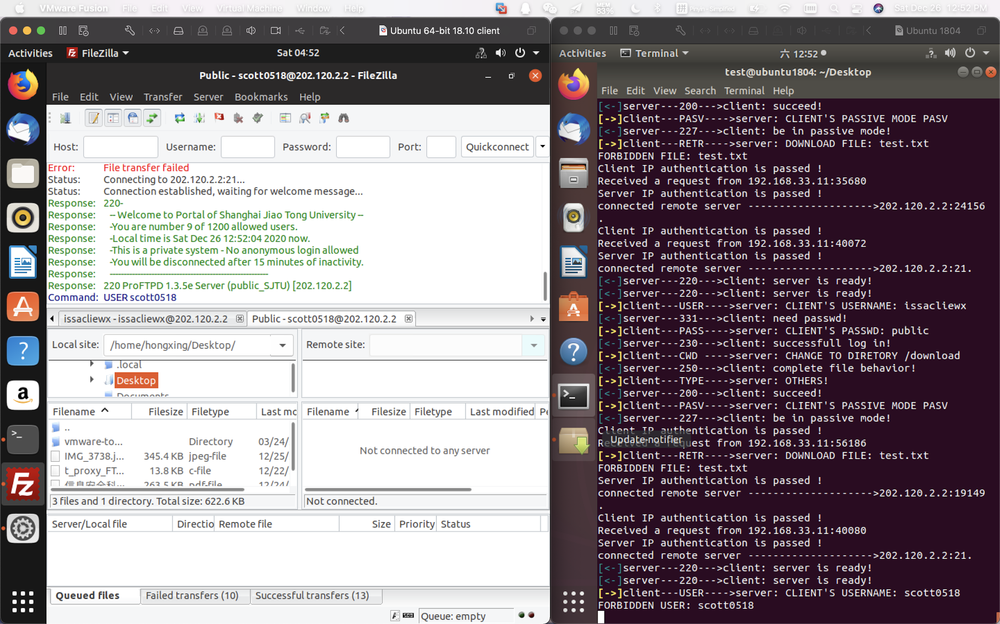 VMware Fusion File Edit View Virtual Machine Window Help MEM 83% 拼 Pinyin - Simplified Sat Dec 26 12:52 PM
Ubuntu 64-bit 18.10 client
Activities FileZilla Sat 04:52
Public - scott0518@202.120.2.2 - FileZilla
File Edit View Transfer Server Bookmarks Help
Host: Username: Password: Port: Quickconnect
Error: File transfer failed
Status: Connecting to 202.120.2.2:21...
Status: Connection established, waiting for welcome message...
Response: 220-
Response: -- Welcome to Portal of Shanghai Jiao Tong University --
Response: -You are number 9 of 1200 allowed users.
Response: -Local time is Sat Dec 26 12:52:04 2020 now.
Response: -This is a private system - No anonymous login allowed
Response: -You will be disconnected after 15 minutes of inactivity.
Response: ---------------------------------------------------------
Response: 220 ProFTPD 1.3.5e Server (public_SJTU) [202.120.2.2]
Command: USER scott0518
issacliewx - issacliewx@202.120.2.2 Public - scott0518@202.120.2.2
Local site: /home/hongxing/Desktop/
.local
Desktop
Documents
Filename Filesize Filetype Last mo
..
vmware-to... Directory 03/24/
IMG_3738.j... 345.4 KB jpeg-file 12/25/
t_proxy_FT... 13.8 KB c-file 12/22/
信息安全科... 263.5 KB pdf-file 12/24/
3 files and 1 directory. Total size: 622.6 KB
Remote site:
Filename Filesize Filetype Last modified Pe
Not connected to any server
Not connected.
Server/Local file Directio Remote file Size Priority Status
Queued files Failed transfers (10) Successful transfers (13)
Queue: empty
Ubuntu 1804
Activities Terminal 六 12:52
test@ubuntu1804: ~/Desktop
File Edit View Search Terminal Help
[<-]server---200--->client: succeed!
[->]client---PASV---->server: CLIENT'S PASSIVE MODE PASV
[<-]server---227--->client: be in passive mode!
[->]client---RETR---->server: DOWNLOAD FILE: test.txt
FORBIDDEN FILE: test.txt
Client IP authentication is passed !
Received a request from 192.168.33.11:35680
Server IP authentication is passed !
connected remote server -------------------->202.120.2.2:24156
.
Client IP authentication is passed !
Received a request from 192.168.33.11:40072
Server IP authentication is passed !
connected remote server -------------------->202.120.2.2:21.
[<-]server---220--->client: server is ready!
[<-]server---220--->client: server is ready!
[->]client---USER---->server: CLIENT'S USERNAME: issacliewx
[<-]server---331--->client: need passwd!
[->]client---PASS---->server: CLIENT'S PASSWD: public
[<-]server---230--->client: successfull log in!
[->]client---CWD ---->server: CHANGE TO DIRETORY /download
[<-]server---250--->client: complete file behavior!
[->]client---TYPE---->server: OTHERS!
[<-]server---200--->client: succeed!
[->]client---PASV---->server: CLIENT'S PASSIVE MODE PASV
[<-]server---227--->client: be in passive mode!
Client IP authentication is passed !
Update-notifier
Received a request from 192.168.33.11:56186
[->]client---RETR---->server: DOWNLOAD FILE: test.txt
FORBIDDEN FILE: test.txt
Server IP authentication is passed !
connected remote server -------------------->202.120.2.2:19149
.
Client IP authentication is passed !
Received a request from 192.168.33.11:40080
Server IP authentication is passed !
connected remote server -------------------->202.120.2.2:21.
[<-]server---220--->client: server is ready!
[<-]server---220--->client: server is ready!
[->]client---USER---->server: CLIENT'S USERNAME: scott0518
FORBIDDEN USER: scott0518